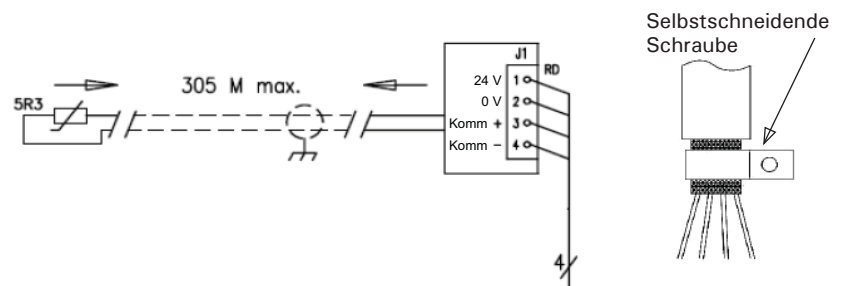 Selbstschneidende
Schraube
J1
RD
305 M max.
5R3
24 V 1
0 V 2
Komm + 3
Komm – 4
4